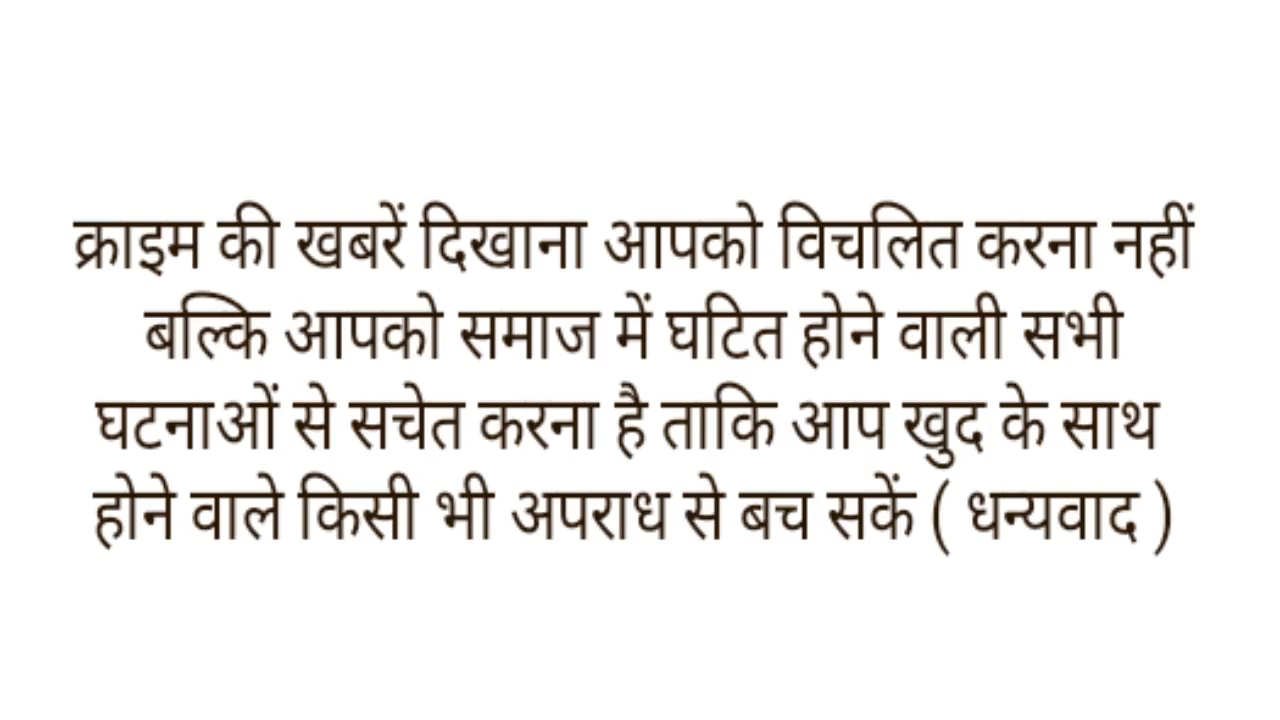 क्राइम की खबरें दिखाना आपको विचलित करना नहीं
बल्कि आपको समाज में घटित होने वाली सभी
घटनाओं से सचेत करना है ताकि आप खुद के साथ
होने वाले किसी भी अपराध से बच सकें ( धन्यवाद )